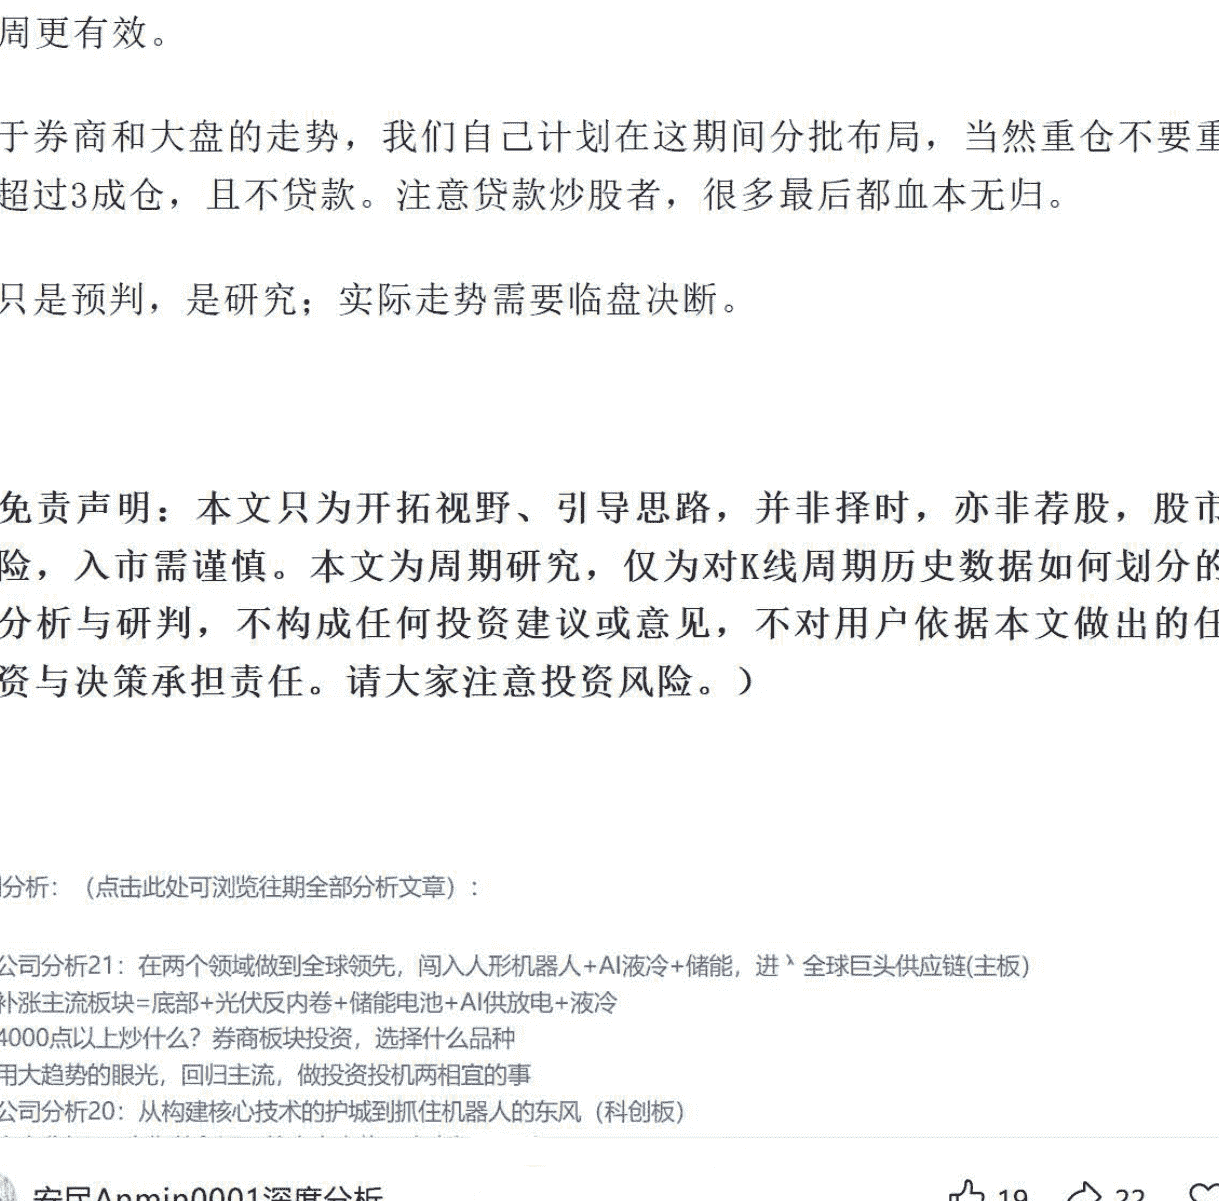 周更有效。
于券商和大盘的走势，我们自己计划在这期间分批布局，当然重仓不要重
超过3成仓，且不贷款。注意贷款炒股者，很多最后都血本无归。
只是预判，是研究；实际走势需要临盘决断。
免责声明：本文只为开拓视野、引导思路，并非择时，亦非荐股，股市
险，入市需谨慎。本文为周期研究，仅为对K线周期历史数据如何划分的
分析与研判，不构成任何投资建议或意见，不对用户依据本文做出的任
资与决策承担责任。请大家注意投资风险。）
分析：（点击此处可浏览往期全部分析文章）：
公司分析21：在两个领域做到全球领先，闯入人形机器人+AI液冷+储能，进丶全球巨头供应链(主板）
补涨主流板块=底部+光伏反内卷+储能电池+AI供放电+液冷
4000点以上炒什么？券商板块投资，选择什么品种
用大趋势的眼光，回归主流，做投资投机两相宜的事
公司分析20：从构建核心技术的护城到抓住机器人的东风（科创板）
安民Anmin0001深度分析 19 22